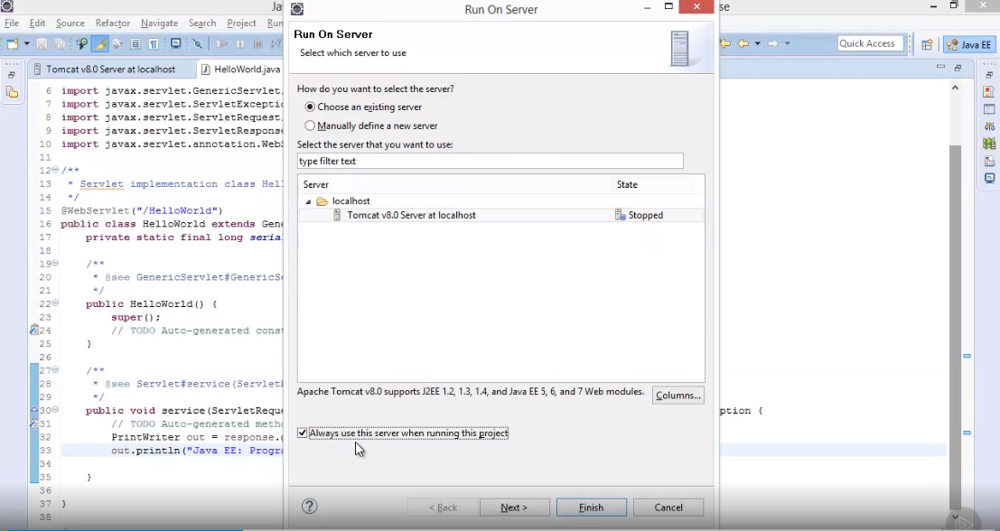 Ja
Run On Server
se
File Edit Source Refactor Navigate Search Project Run
Run On Server
Select which server to use
Quick Access
Java EE
Tomcat v8.0 Server at localhost
HelloWorld.java
How do you want to select the server?
Choose an existing server
Manually define a new server
Select the server that you want to use:
type filter text
Server State
localhost
Tomcat v8.0 Server at localhost Stopped
Apache Tomcat v8.0 supports J2EE 1.2, 1.3, 1.4, and Java EE 5, 6, and 7 Web modules.
Columns...
Always use this server when running this project
< Back
Next >
Finish
Cancel
6 import javax.servlet.GenericServlet;
7 import javax.servlet.ServletExceptio
8 import javax.servlet.ServletRequest;
9 import javax.servlet.ServletResponse
10 import javax.servlet.annotation.WebS
11
12 /**
13 * Servlet implementation class Hell
14 */
15 @WebServlet("/HelloWorld")
16 public class HelloWorld extends Gene
17 private static final long serial
18
19 /**
20 * @see GenericServlet#GenericSe
21 */
22 public HelloWorld() {
23 super();
24 // TODO Auto-generated const
25 }
26
27 /**
28 * @see Servlet#service(Servlet
29 */
30 public void service(ServletReque ption {
31 // TODO Auto-generated metho
32 PrintWriter out = response.g
33 out.println("Java EE: Progra
34
35 }
36
37 }
38